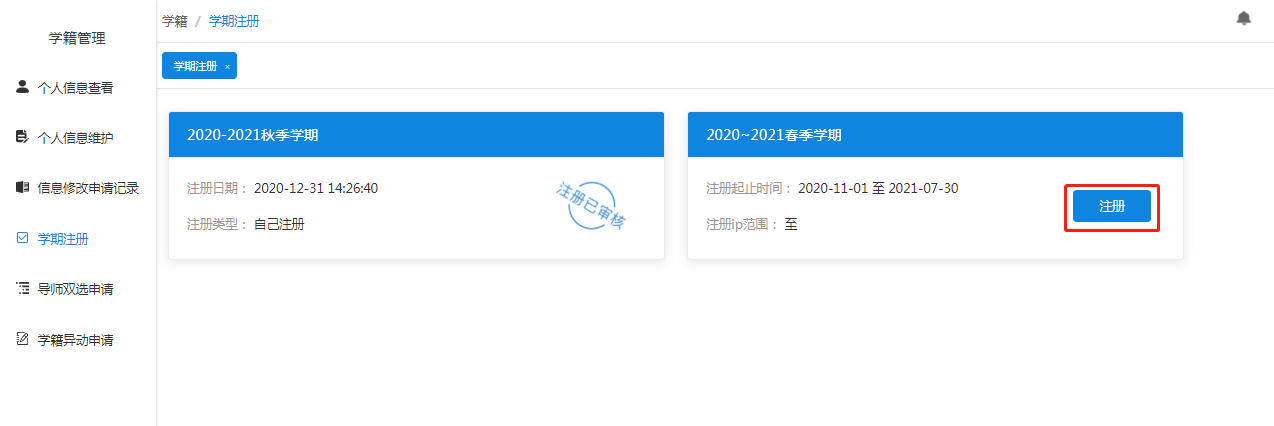 学籍 / 学期注册
学籍管理
个人信息查看
个人信息维护
信息修改申请记录
学期注册
导师双选申请
学籍异动申请
学期注册 ×
2020-2021秋季学期
注册日期： 2020-12-31 14:26:40
注册类型： 自己注册
注册已审核
2020~2021春季学期
注册起止时间： 2020-11-01 至 2021-07-30
注册ip范围： 至
注册